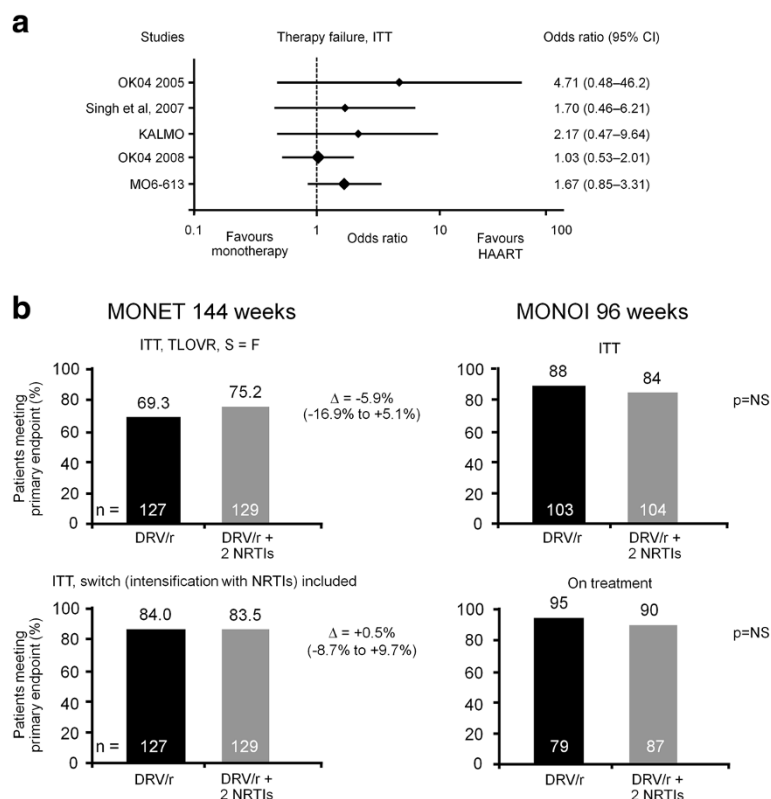 a
Studies Therapy failure, ITT Odds ratio (95% CI)
OK04 2005 4.71 (0.48–46.2)
Singh et al, 2007 1.70 (0.46–6.21)
KALMO 2.17 (0.47–9.64)
OK04 2008 1.03 (0.53–2.01)
MO6-613 1.67 (0.85–3.31)
0.1 1 10 100
Favours monotherapy Odds ratio Favours HAART
b
MONET 144 weeks
ITT, TLOVR, S = F
Patients meeting primary endpoint (%)
100
80
60
40
20
0
69.3 75.2
Δ = -5.9%
(-16.9% to +5.1%)
n = 127 129
DRV/r DRV/r +
2 NRTIs
MONOI 96 weeks
ITT
100
80
60
40
20
0
88 84
p=NS
103 104
DRV/r DRV/r +
2 NRTIs
ITT, switch (intensification with NRTIs) included
Patients meeting primary endpoint (%)
100
80
60
40
20
0
84.0 83.5
Δ = +0.5%
(-8.7% to +9.7%)
n = 127 129
DRV/r DRV/r +
2 NRTIs
On treatment
100
80
60
40
20
0
95 90
p=NS
79 87
DRV/r DRV/r +
2 NRTIs